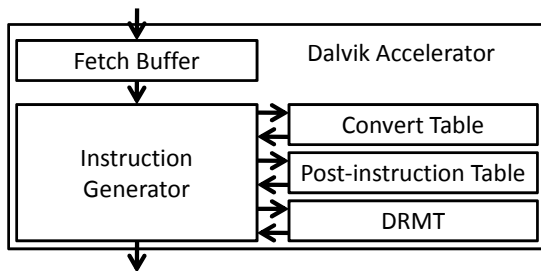 Fetch Buffer
Dalvik Accelerator
Instruction
Generator
Convert Table
Post-instruction Table
DRMT